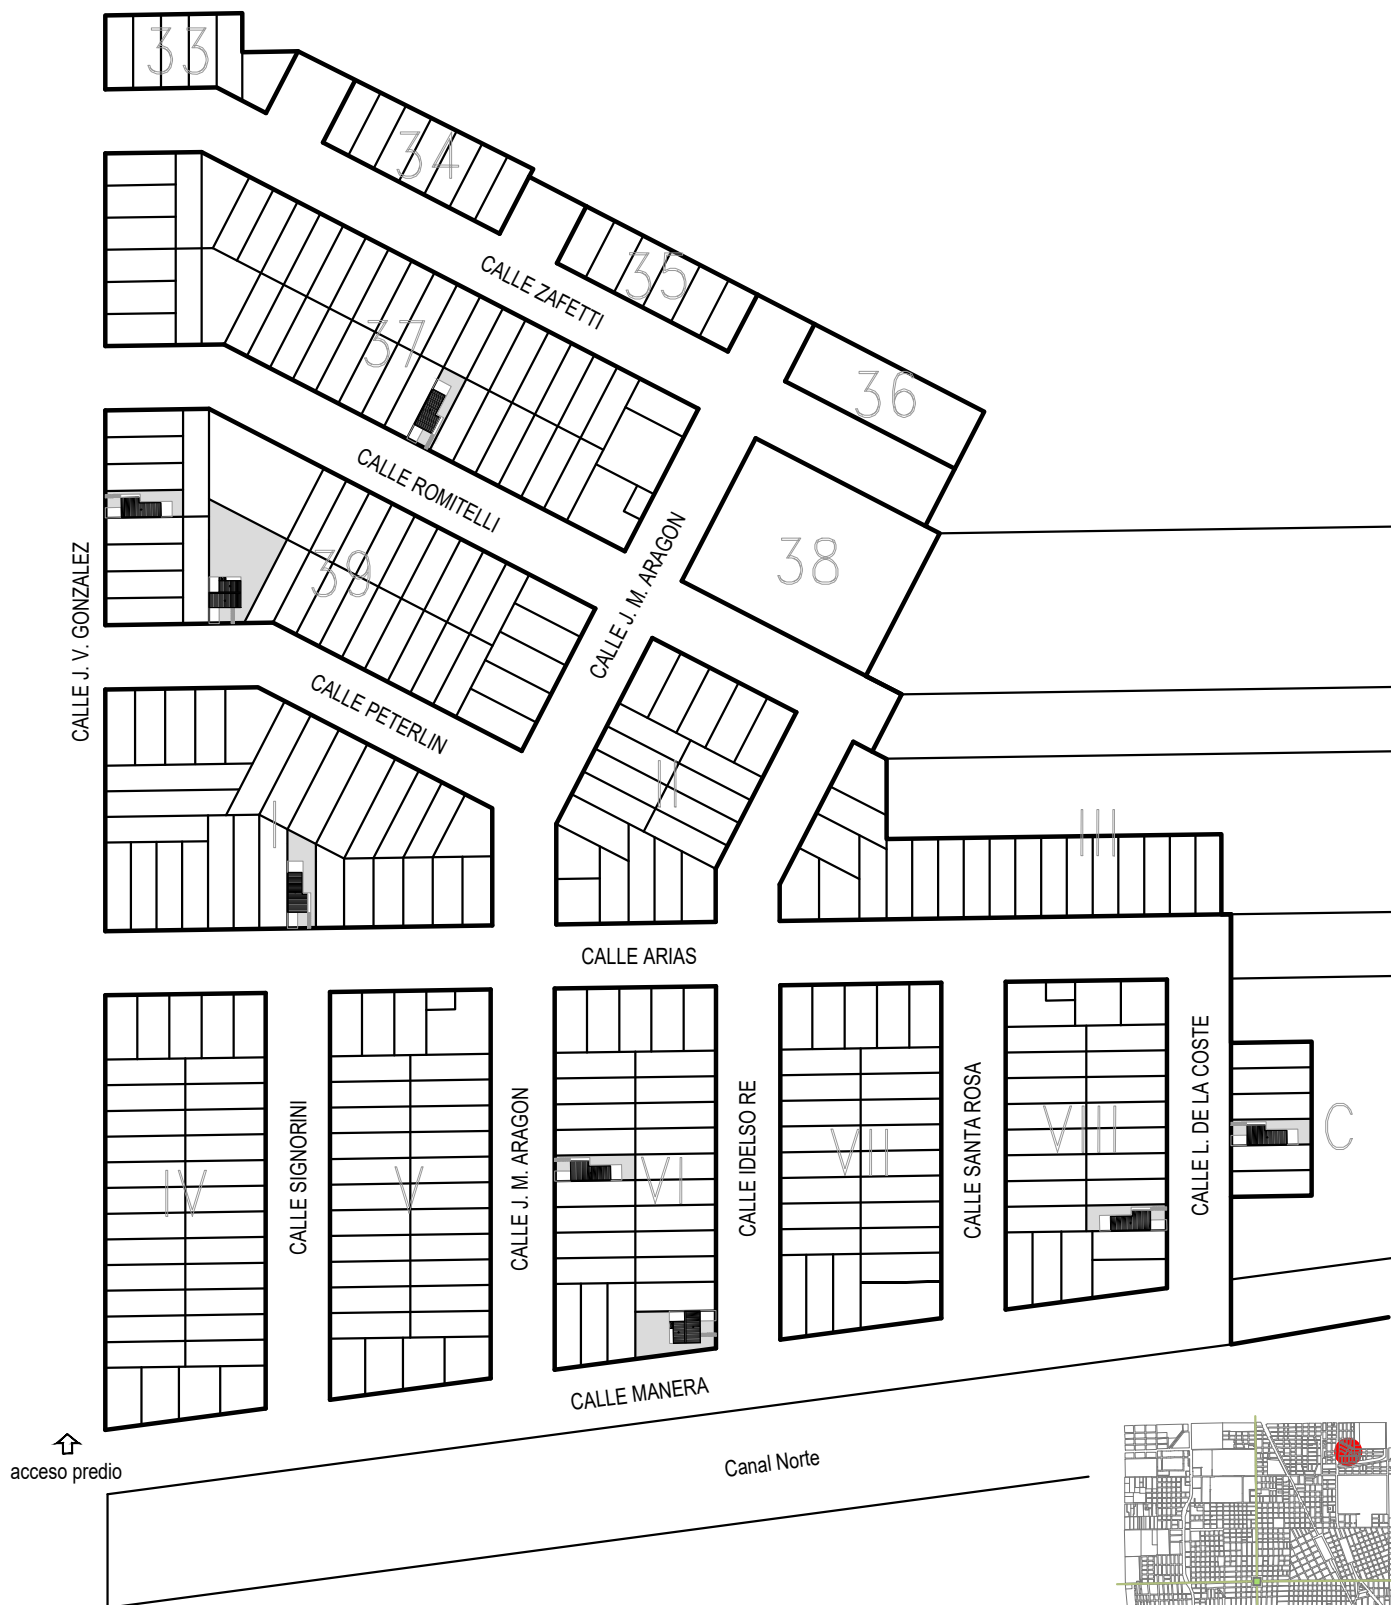 33
34
CALLE ZAFETTI
35
37
36
CALLE ROMITELLI
CALLE J. M. ARAGON
38
39
CALLE J. V. GONZALEZ
CALLE PETERLIN
II
I
III
CALLE ARIAS
CALLE SIGNORINI
CALLE J. M. ARAGON
CALLE IDELSO RE
CALLE SANTA ROSA
CALLE L. DE LA COSTE
IV
V
VI
VII
VIII
C
CALLE MANERA
acceso predio
Canal Norte